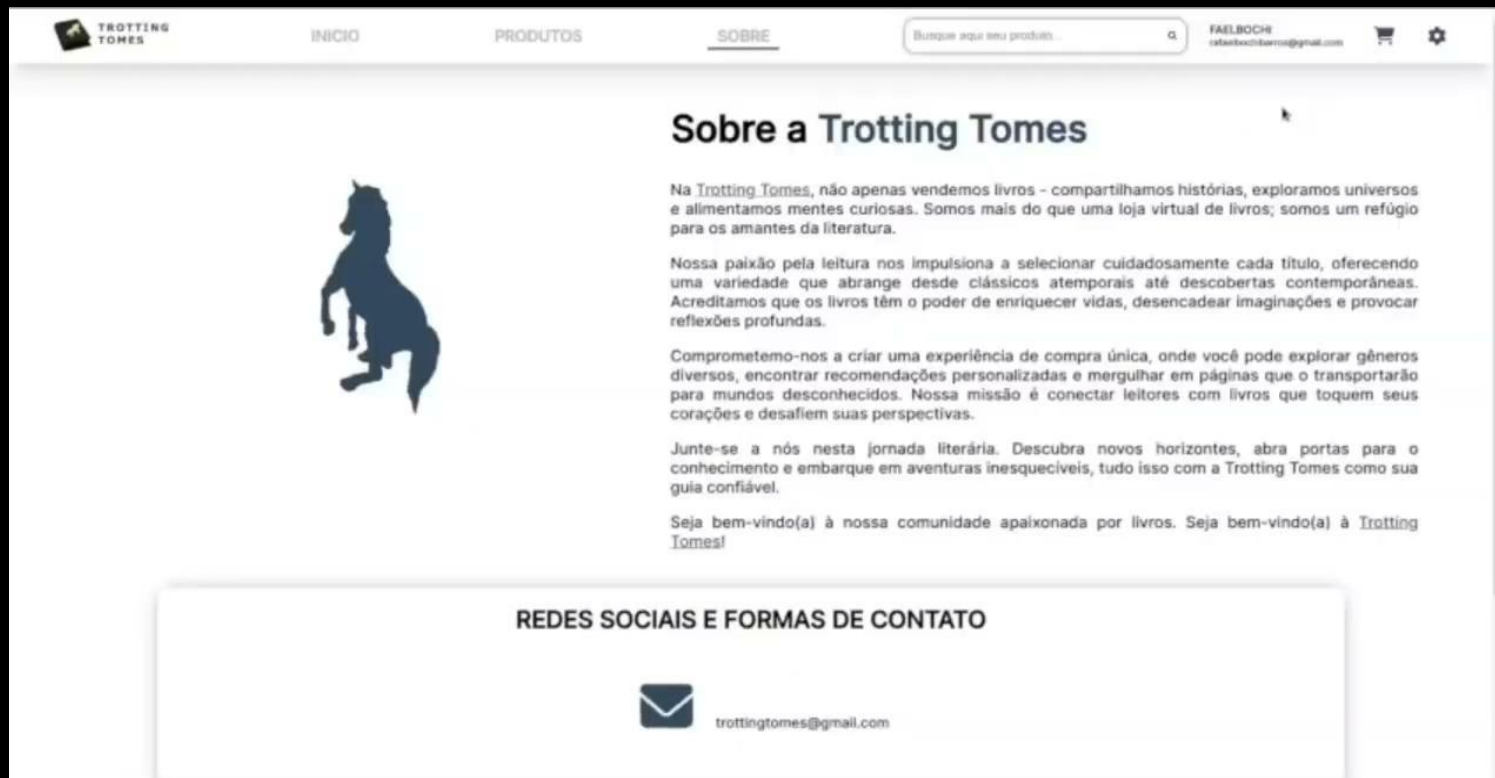 TROTTING
TOMES
INICIO
PRODUTOS
SOBRE
Busque aqui seu produto...
FAELBOCHI
rafaelbochibarros@gmail.com
Sobre a Trotting Tomes
Na Trotting Tomes, não apenas vendemos livros - compartilhamos histórias, exploramos universos
e alimentamos mentes curiosas. Somos mais do que uma loja virtual de livros; somos um refúgio
para os amantes da literatura.
Nossa paixão pela leitura nos impulsiona a selecionar cuidadosamente cada título, oferecendo
uma variedade que abrange desde clássicos atemporais até descobertas contemporâneas.
Acreditamos que os livros têm o poder de enriquecer vidas, desencadear imaginações e provocar
reflexões profundas.
Comprometemo-nos a criar uma experiência de compra única, onde você pode explorar gêneros
diversos, encontrar recomendações personalizadas e mergulhar em páginas que o transportarão
para mundos desconhecidos. Nossa missão é conectar leitores com livros que toquem seus
corações e desafiem suas perspectivas.
Junte-se a nós nesta jornada literária. Descubra novos horizontes, abra portas para o
conhecimento e embarque em aventuras inesquecíveis, tudo isso com a Trotting Tomes como sua
guia confiável.
Seja bem-vindo(a) à nossa comunidade apaixonada por livros. Seja bem-vindo(a) à Trotting
Tomes!
REDES SOCIAIS E FORMAS DE CONTATO
trottingtomes@gmail.com